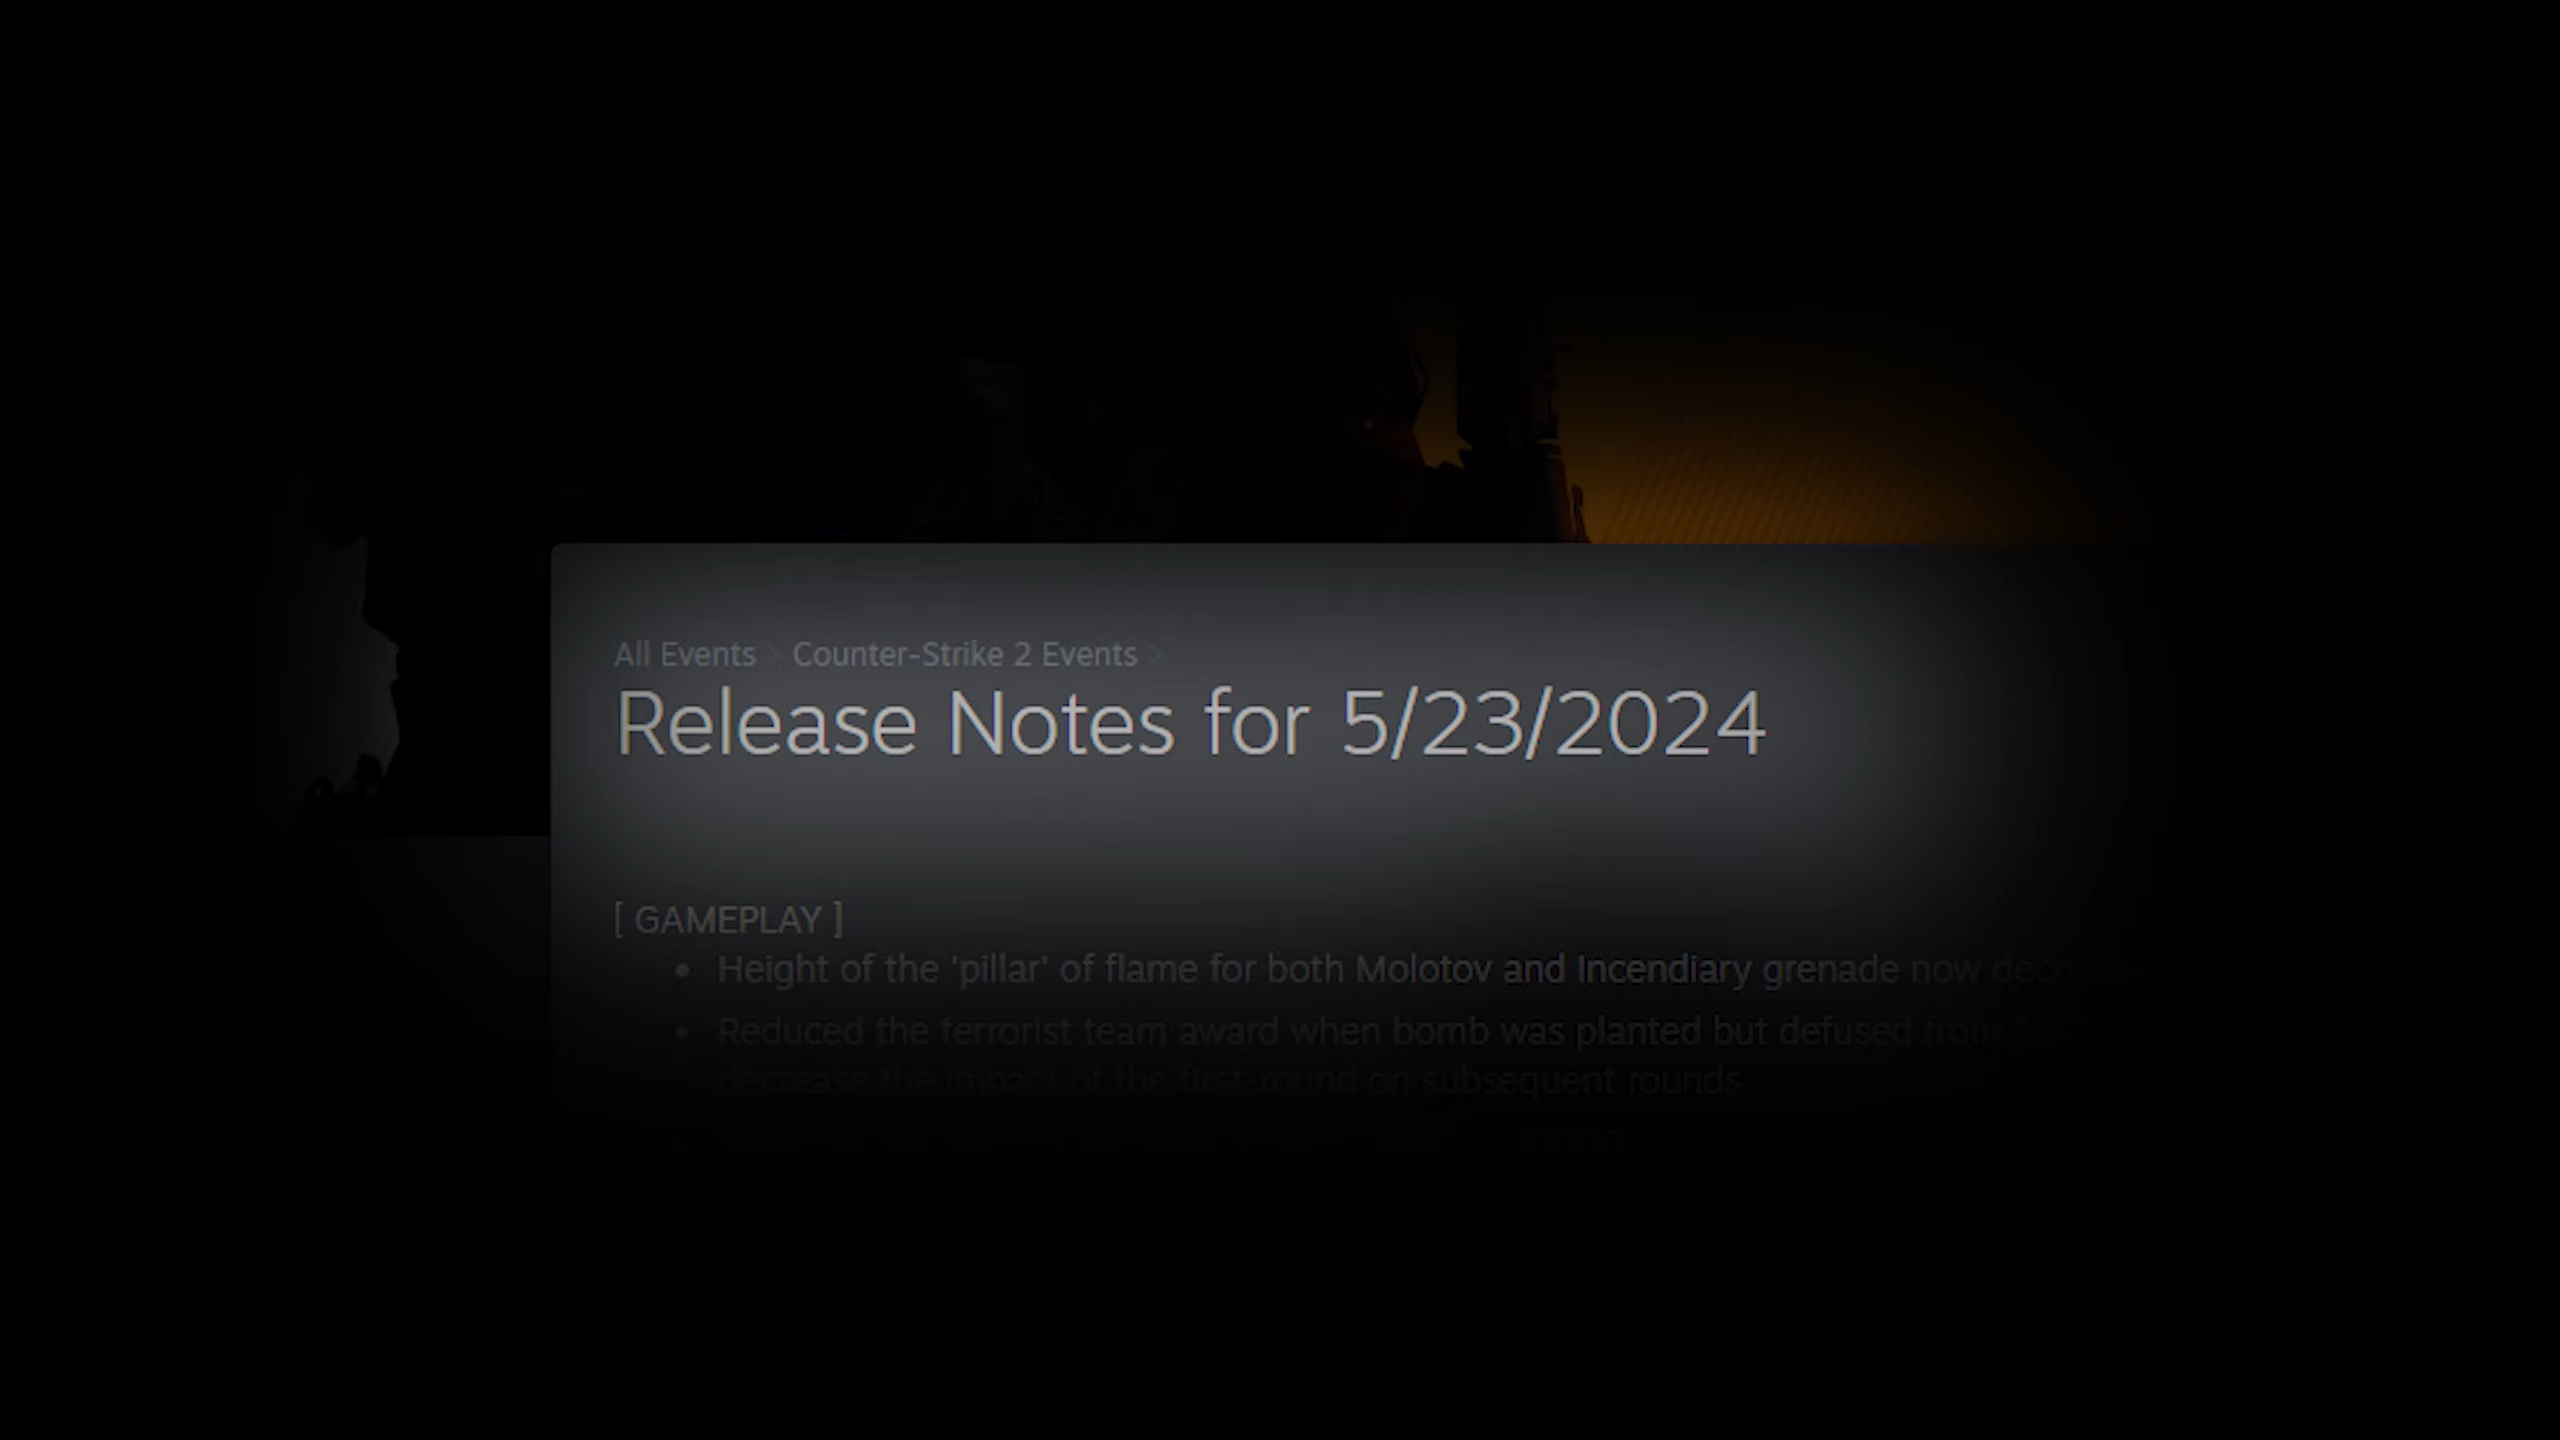 All Events > Counter-Strike 2 Events >
Release Notes for 5/23/2024
[ GAMEPLAY ]
• Height of the 'pillar' of flame for both Molotov and Incendiary grenade now
• Reduced the terrorist team award when bomb was planted but defused from
decrease the impact of the first-round on subsequent rounds